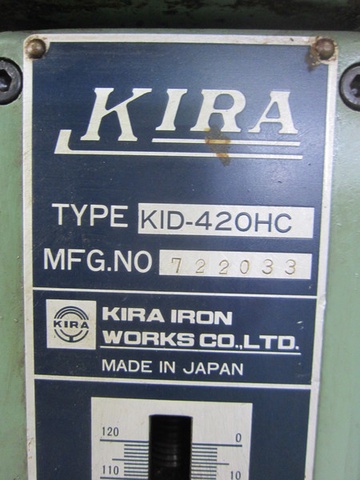 KIRA
TYPE KID-420HC
MFG.NO 722033
KIRA
KIRA IRON
WORKS CO.,LTD.
MADE IN JAPAN
120 0
110 10